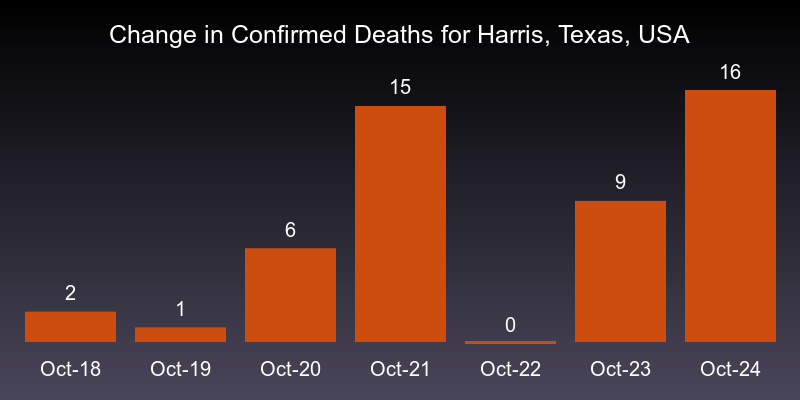 Change in Confirmed Deaths for Harris, Texas, USA
2
1
6
15
0
9
16
Oct-18
Oct-19
Oct-20
Oct-21
Oct-22
Oct-23
Oct-24